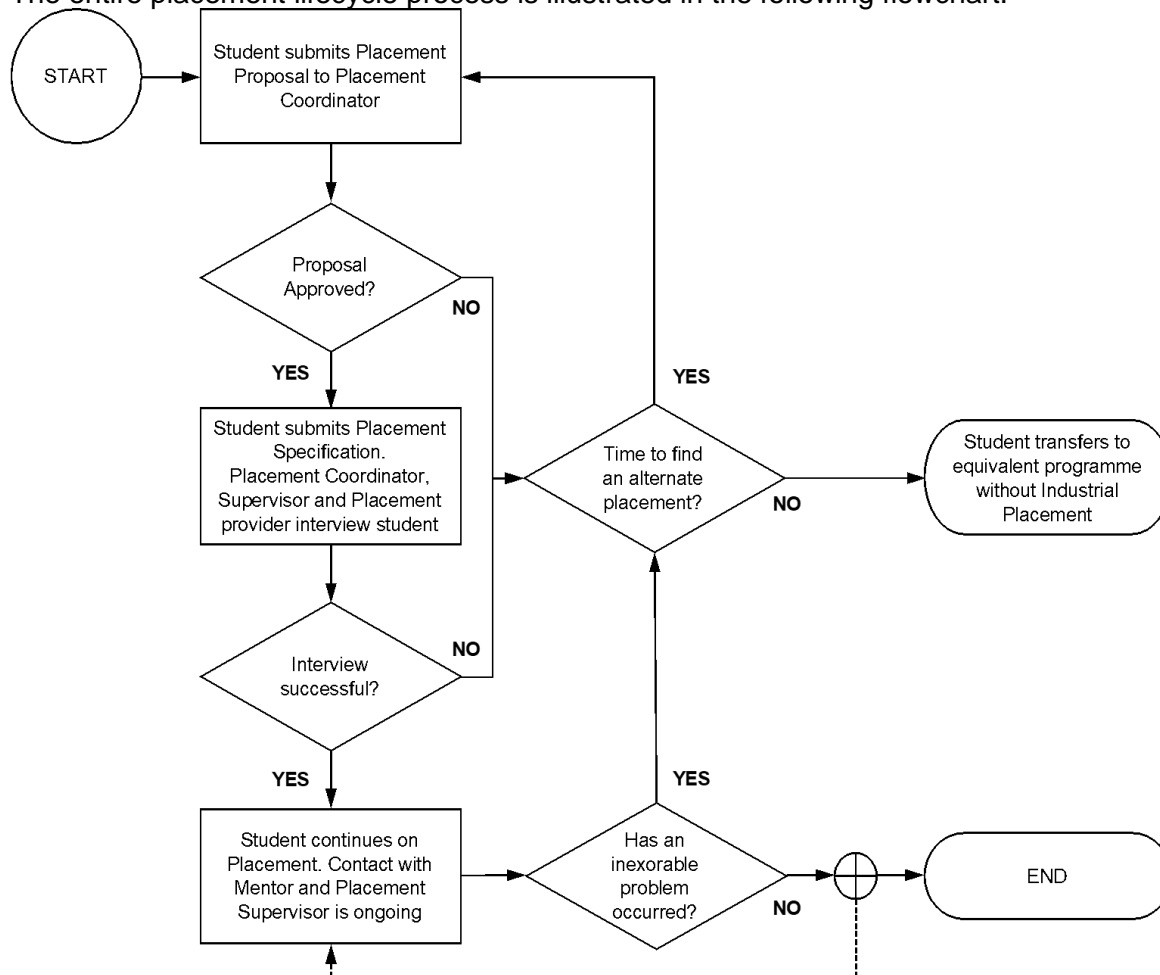 The entire placement lifecycle process is illustrated in the following flowchart:
START
Student submits Placement
Proposal to Placement
Coordinator
Proposal
Approved?
NO
YES
Student submits Placement
Specification.
Placement Coordinator,
Supervisor and Placement
provider interview student
YES
Time to find
an alternate
placement?
NO
Student transfers to
equivalent programme
without Industrial
Placement
Interview
successful?
NO
YES
Student continues on
Placement. Contact with
Mentor and Placement
Supervisor is ongoing
YES
Has an
inexorable
problem
occurred?
NO
END